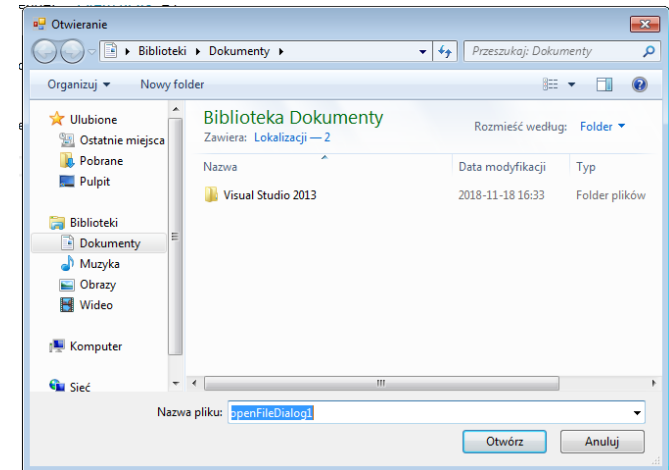 Otwieranie
Biblioteki Dokumenty
Przeszukaj: Dokumenty
Organizuj Nowy folder
Ulubione
Ostatnie miejsca
Pobrane
Pulpit
Biblioteki
Dokumenty
Muzyka
Obrazy
Wideo
Komputer
Sieć
Biblioteka Dokumenty
Zawiera: Lokalizacji — 2
Rozmieść według: Folder
Nazwa Data modyfikacji Typ
Visual Studio 2013 2018-11-18 16:33 Folder plików
Nazwa pliku: openFileDialog1
Otwórz Anuluj